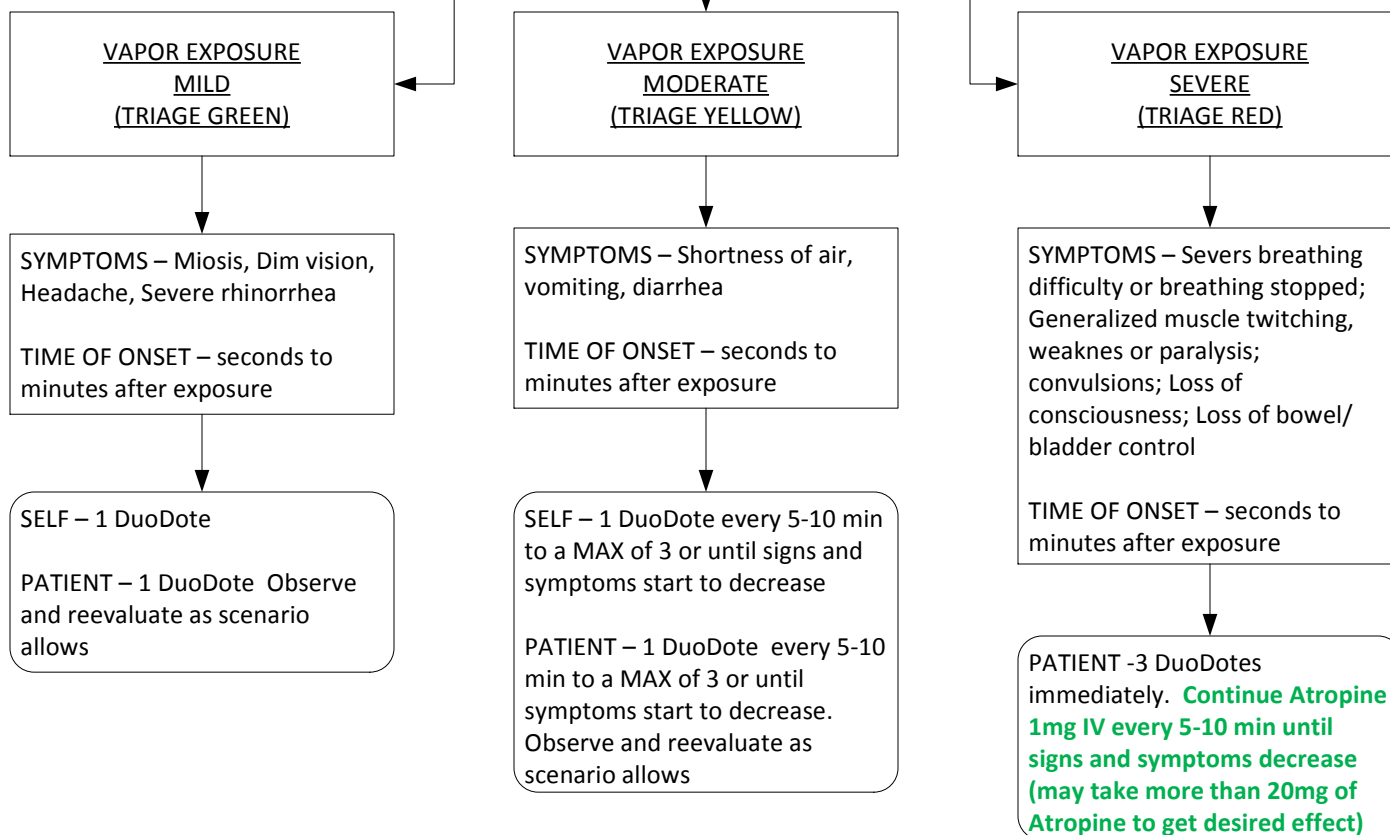 VAPOR EXPOSURE
MILD
(TRIAGE GREEN)
SYMPTOMS – Miosis, Dim vision,
Headache, Severe rhinorrhea
TIME OF ONSET – seconds to
minutes after exposure
SELF – 1 DuoDote
PATIENT – 1 DuoDote  Observe
and reevaluate as scenario
allows
VAPOR EXPOSURE
MODERATE
(TRIAGE YELLOW)
SYMPTOMS – Shortness of air,
vomiting, diarrhea
TIME OF ONSET – seconds to
minutes after exposure
SELF – 1 DuoDote every 5-10 min
to a MAX of 3 or until signs and
symptoms start to decrease
PATIENT – 1 DuoDote  every 5-10
min to a MAX of 3 or until
symptoms start to decrease.
Observe and reevaluate as
scenario allows
VAPOR EXPOSURE
SEVERE
(TRIAGE RED)
SYMPTOMS – Severs breathing
difficulty or breathing stopped;
Generalized muscle twitching,
weaknes or paralysis;
convulsions; Loss of
consciousness; Loss of bowel/
bladder control
TIME OF ONSET – seconds to
minutes after exposure
PATIENT -3 DuoDotes
immediately.  Continue Atropine
1mg IV every 5-10 min until
signs and symptoms decrease
(may take more than 20mg of
Atropine to get desired effect)